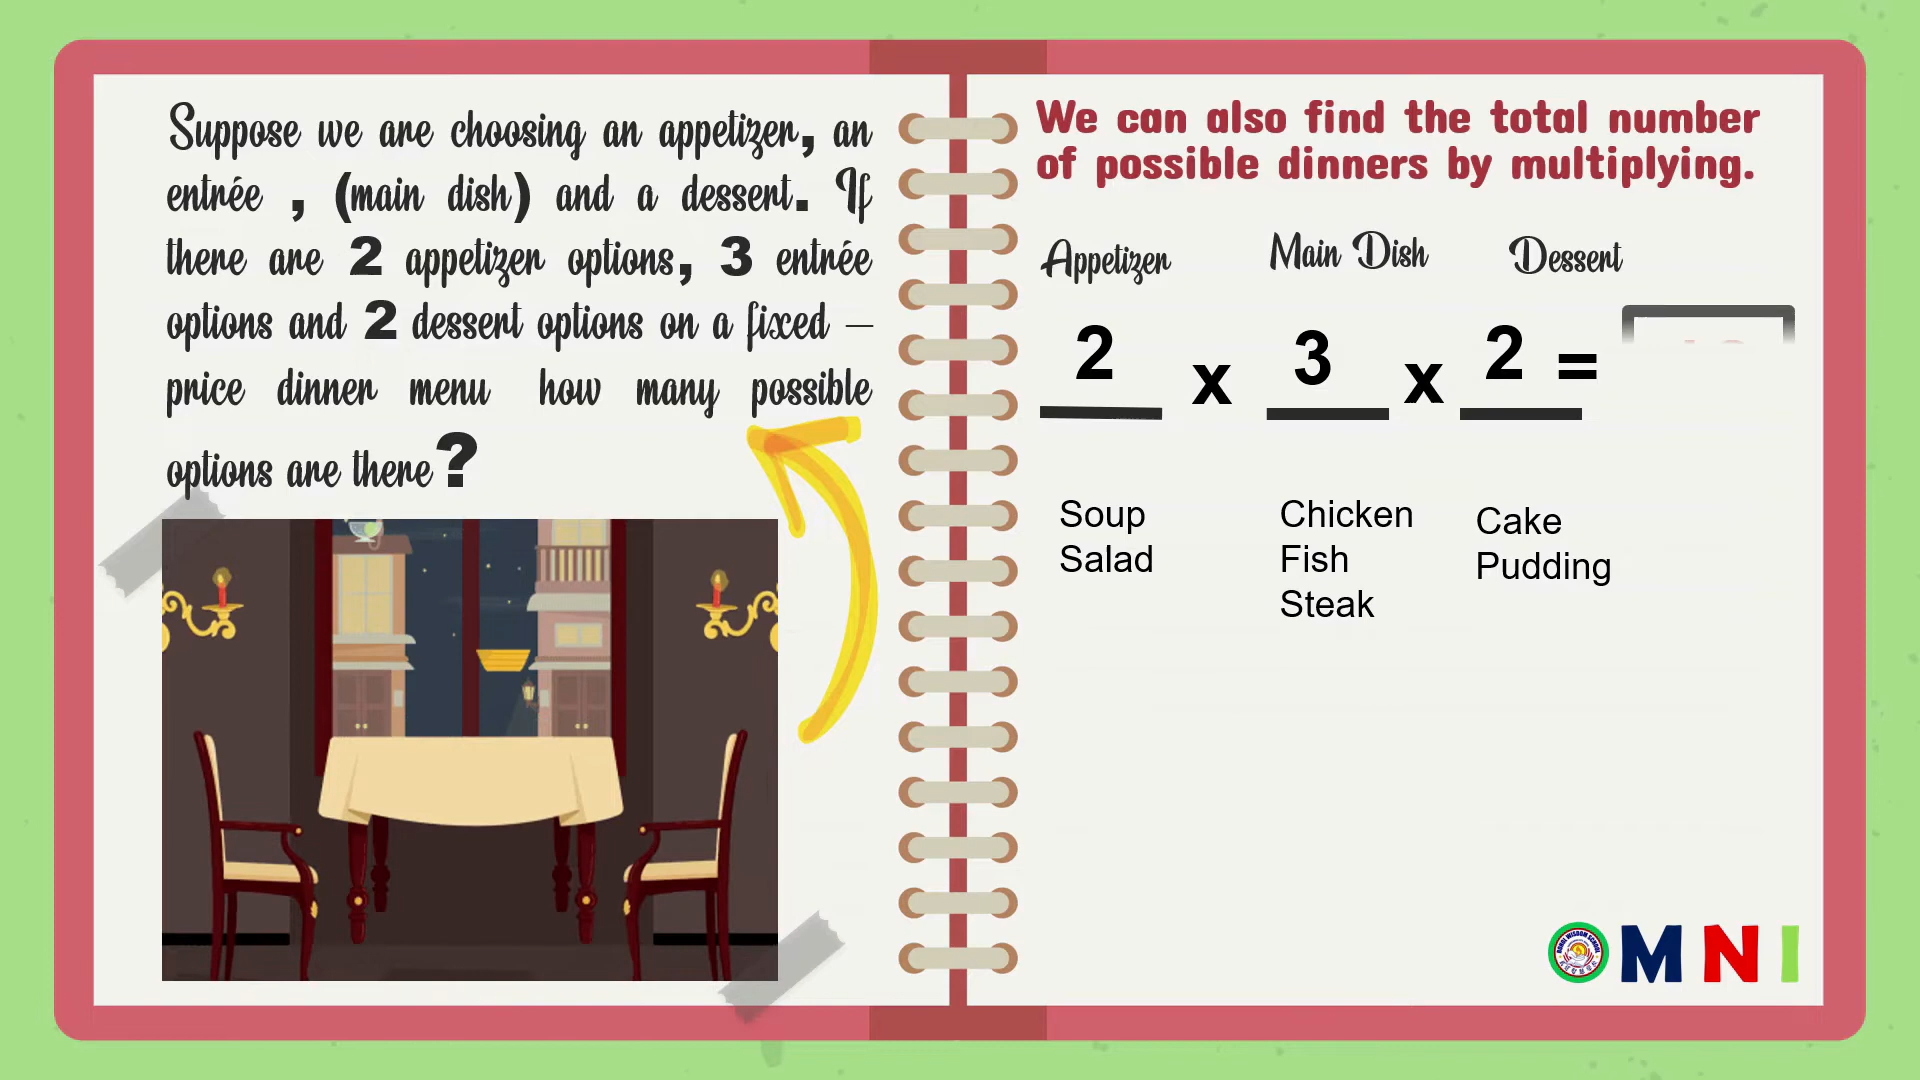 Suppose we are choosing an appetizer, an
entrée , (main dish) and a dessert. If
there are 2 appetizer options, 3 entrée
options and 2 dessert options on a fixed –
price dinner menu how many possible
options are there?
We can also find the total number
of possible dinners by multiplying.
Appetizer Main Dish Dessert
2 x 3 x 2 =
Soup
Salad
Chicken
Fish
Steak
Cake
Pudding
MNI